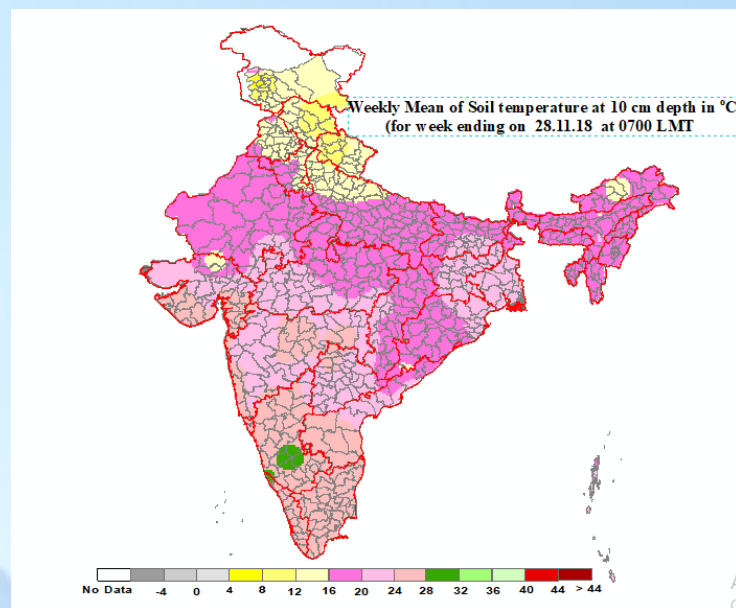 Weekly Mean of Soil temperature at 10 cm depth in °C
(for week ending on 28.11.18 at 0700 LMT
No Data -4 0 4 8 12 16 20 24 28 32 36 40 44 > 44